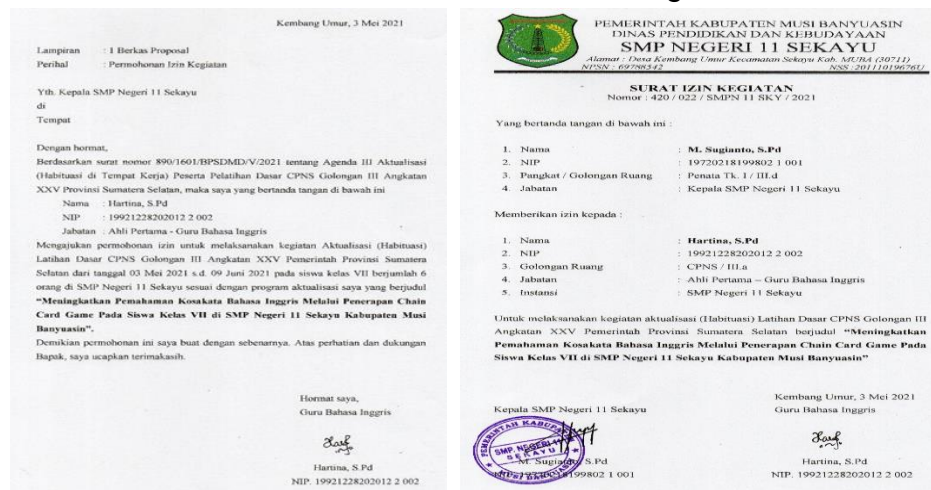 Kembang Umur, 3 Mei 2021
Lampiran : 1 Berkas Proposal
Perihal : Permohonan Izin Kegiatan
Yth. Kepala SMP Negeri 11 Sekayu
di
Tempat
Dengan hormat,
Berdasarkan surat nomor 890/1601/BPSDMD/V/2021 tentang Agenda III Aktualisasi
(Habituasi di Tempat Kerja) Peserta Pelatihan Dasar CPNS Golongan III Angkatan
XXV Provinsi Sumatera Selatan, maka saya yang bertanda tangan di bawah ini
Nama : Hartina, S.Pd
NIP : 19921228202012 2 002
Jabatan : Ahli Pertama - Guru Bahasa Inggris
Mengajukan permohonan izin untuk melaksanakan kegiatan Aktualisasi (Habituasi)
Latihan Dasar CPNS Golongan III Angkatan XXV Pemerintah Provinsi Sumatera
Selatan dari tanggal 03 Mei 2021 s.d. 09 Juni 2021 pada siswa kelas VII berjumlah 6
orang di SMP Negeri 11 Sekayu sesuai dengan program aktualisasi saya yang berjudul
"Meningkatkan Pemahaman Kosakata Bahasa Inggris Melalui Penerapan Chain
Card Game Pada Siswa Kelas VII di SMP Negeri 11 Sekayu Kabupaten Musi
Banyuasin".
Demikian permohonan ini saya buat dengan sebenarnya. Atas perhatian dan dukungan
Bapak, saya ucapkan terimakasih.
Hormat saya,
Guru Bahasa Inggris
Hartina, S.Pd
NIP. 19921228202012 2 002
PEMERINTAH KABUPATEN MUSI BANYUASIN
DINAS PENDIDIKAN DAN KEBUDAYAAN
SMP NEGERI 11 SEKAYU
Alamat : Desa Kembang Umur Kecamatan Sekayu Kab. MUBA (30711)
NPSN : 69788342 NSS : 20111019676U
SURAT IZIN KEGIATAN
Nomor : 420 / 022 / SMPN 11 SKY / 2021
Yang bertanda tangan di bawah ini :
1. Nama : M. Sugianto, S.Pd
2. NIP : 19720218199802 1 001
3. Pangkat / Golongan Ruang : Penata Tk. I / III.d
4. Jabatan : Kepala SMP Negeri 11 Sekayu
Memberikan izin kepada :
1. Nama : Hartina, S.Pd
2. NIP : 19921228202012 2 002
3. Golongan Ruang : CPNS / III.a
4. Jabatan : Ahli Pertama – Guru Bahasa Inggris
5. Instansi : SMP Negeri 11 Sekayu
Untuk melaksanakan kegiatan aktualisasi (Habituasi) Latihan Dasar CPNS Golongan III
Angkatan XXV Pemerintah Provinsi Sumatera Selatan berjudul "Meningkatkan
Pemahaman Kosakata Bahasa Inggris Melalui Penerapan Chain Card Game Pada
Siswa Kelas VII di SMP Negeri 11 Sekayu Kabupaten Musi Banyuasin"
Kembang Umur, 3 Mei 2021
Kepala SMP Negeri 11 Sekayu Guru Bahasa Inggris
SMP. NEGERI 11
SEKAYU
M. Sugianto, S.Pd Hartina, S.Pd
NIP. 19720218199802 1 001 NIP. 19921228202012 2 002